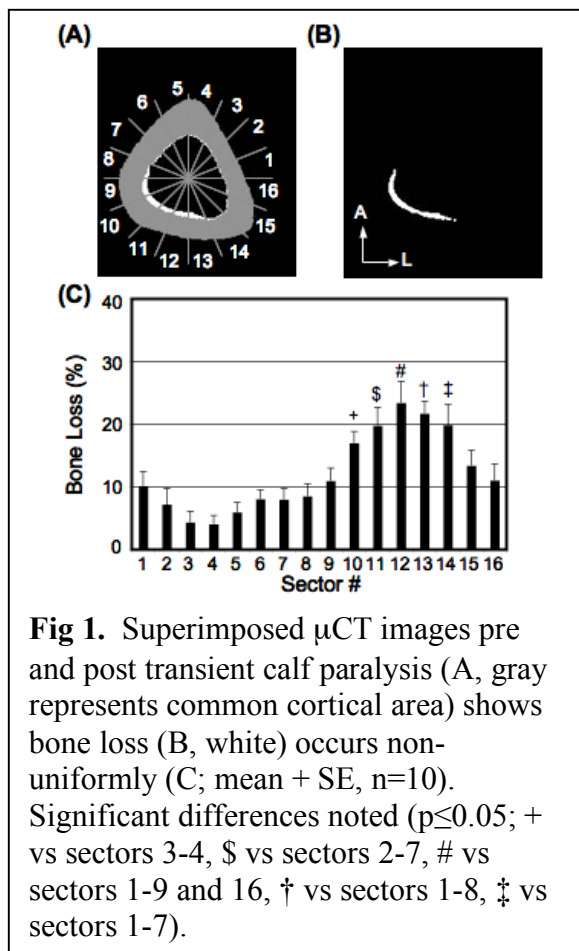 (A)
(B)
5 4
6 3
7 2
8 1
9 16
10 15
11 14
12 13
A
L
(C)
40
30
20
10
0
Bone Loss (%)
+ $ # † ‡
1 2 3 4 5 6 7 8 9 10 11 12 13 14 15 16
Sector #
Fig 1. Superimposed µCT images pre
and post transient calf paralysis (A, gray
represents common cortical area) shows
bone loss (B, white) occurs non-
uniformly (C; mean + SE, n=10).
Significant differences noted (p≤0.05; +
vs sectors 3-4, $ vs sectors 2-7, # vs
sectors 1-9 and 16, † vs sectors 1-8, ‡ vs
sectors 1-7).